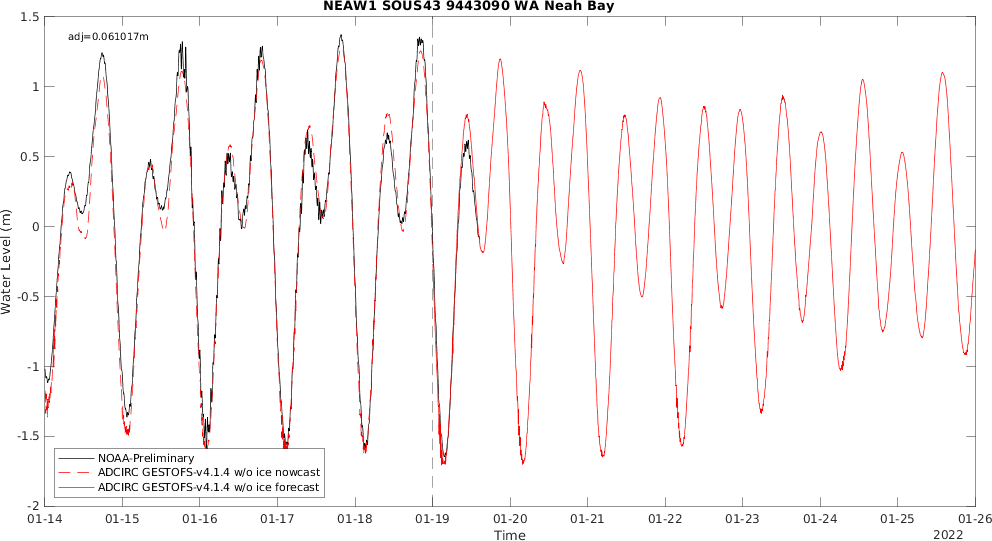 NEAW1 SOUS43 9443090 WA Neah Bay
adj=0.061017m
1.5
1
0.5
0
-0.5
-1
-1.5
-2
Water Level (m)
NOAA-Preliminary
ADCIRC GESTOFS-v4.1.4 w/o ice nowcast
ADCIRC GESTOFS-v4.1.4 w/o ice forecast
01-14 01-15 01-16 01-17 01-18 01-19 01-20 01-21 01-22 01-23 01-24 01-25 01-26
Time
2022